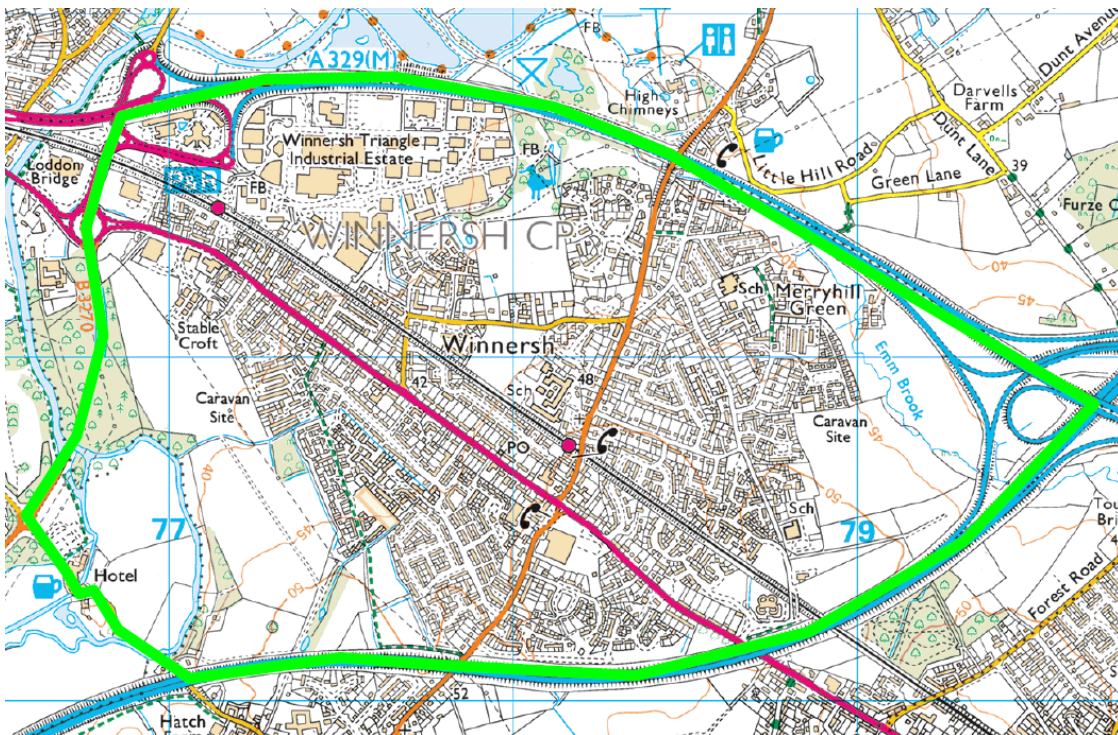 A 329(M)
FB
High
Chimneys
Dunt Avenue
Darvells
Farm
Dunt Lane
39
Winnersh Triangle
Industrial Estate
FB
Little Hill Road
Green Lane
Furze C
Loddon
Bridge
P&R
FB
WINNERSH CP
40
40
45
B3270
Sch
Merryhill
Green
Stable
Croft
Winnersh
Emm Brook
42
Sch
48
Caravan
Site
Caravan
Site
45
PO
40
50
77
45
Sch
79
Hotel
50
50
Forest Road
52
Hatch